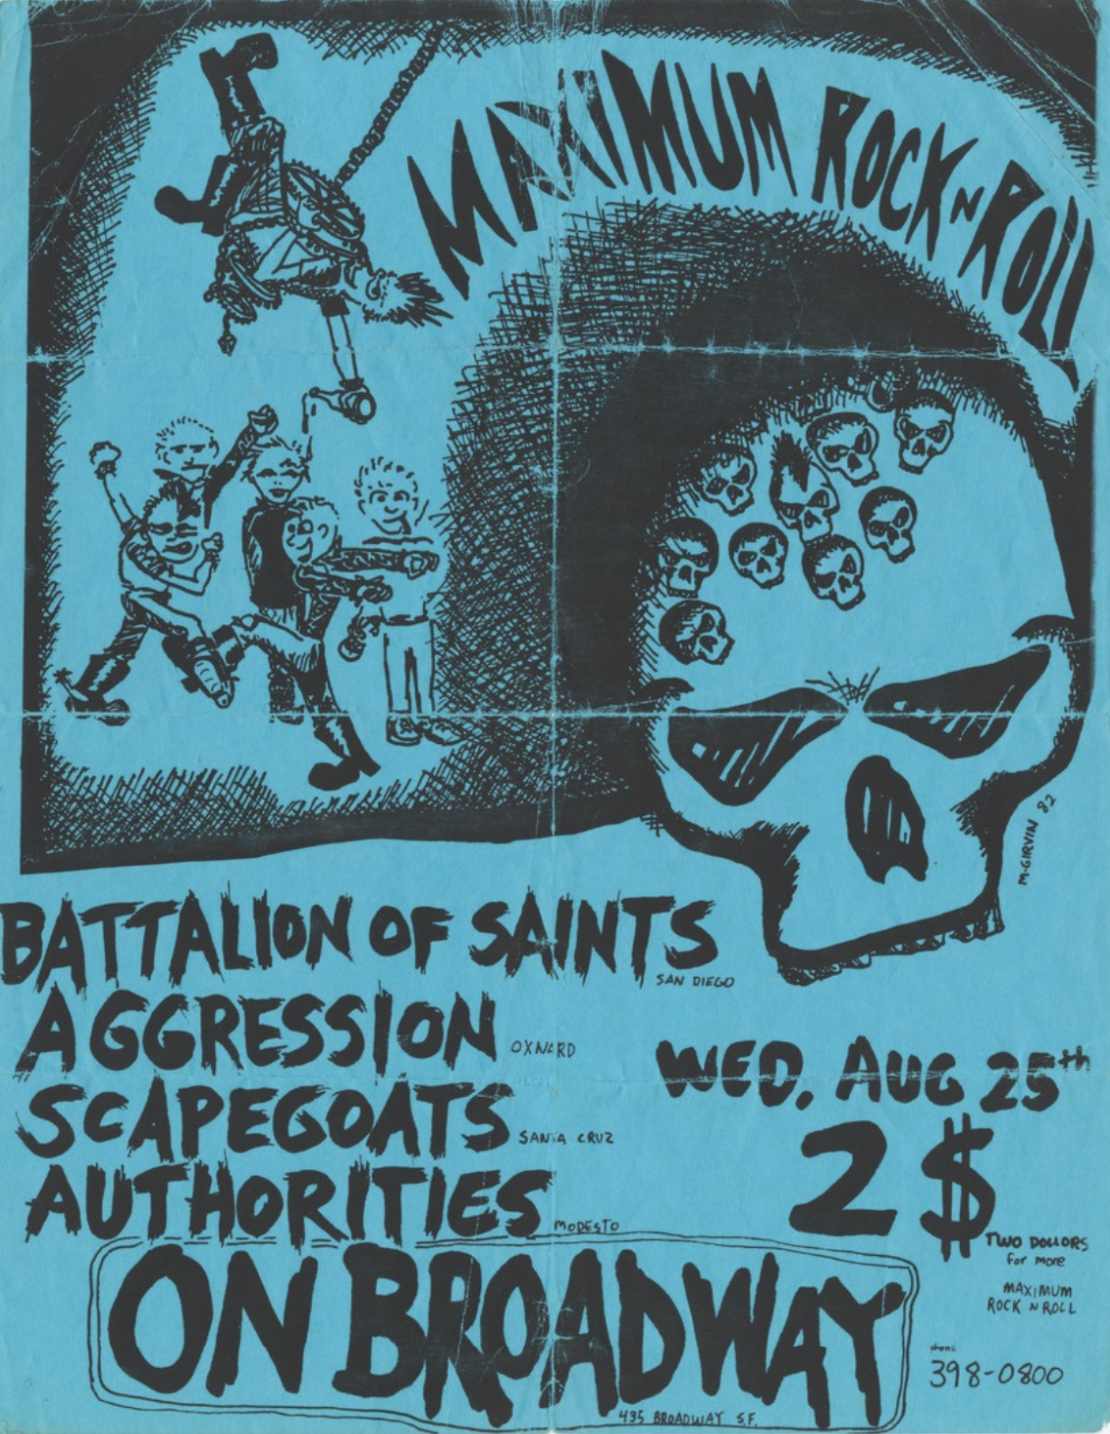 MAXIMUM ROCK N ROLL
M. GIRVIN 82
BATTALION OF SAINTS
SAN DIEGO
AGGRESSION OXNARD
SCAPEGOATS SANTA CRUZ
AUTHORITIES MODESTO
WED, AUG 25th
2$
TWO DOLLORS
for more
MAXIMUM
ROCK N ROLL
phone
398-0800
ON BROADWAY
435 BROADWAY S.F.